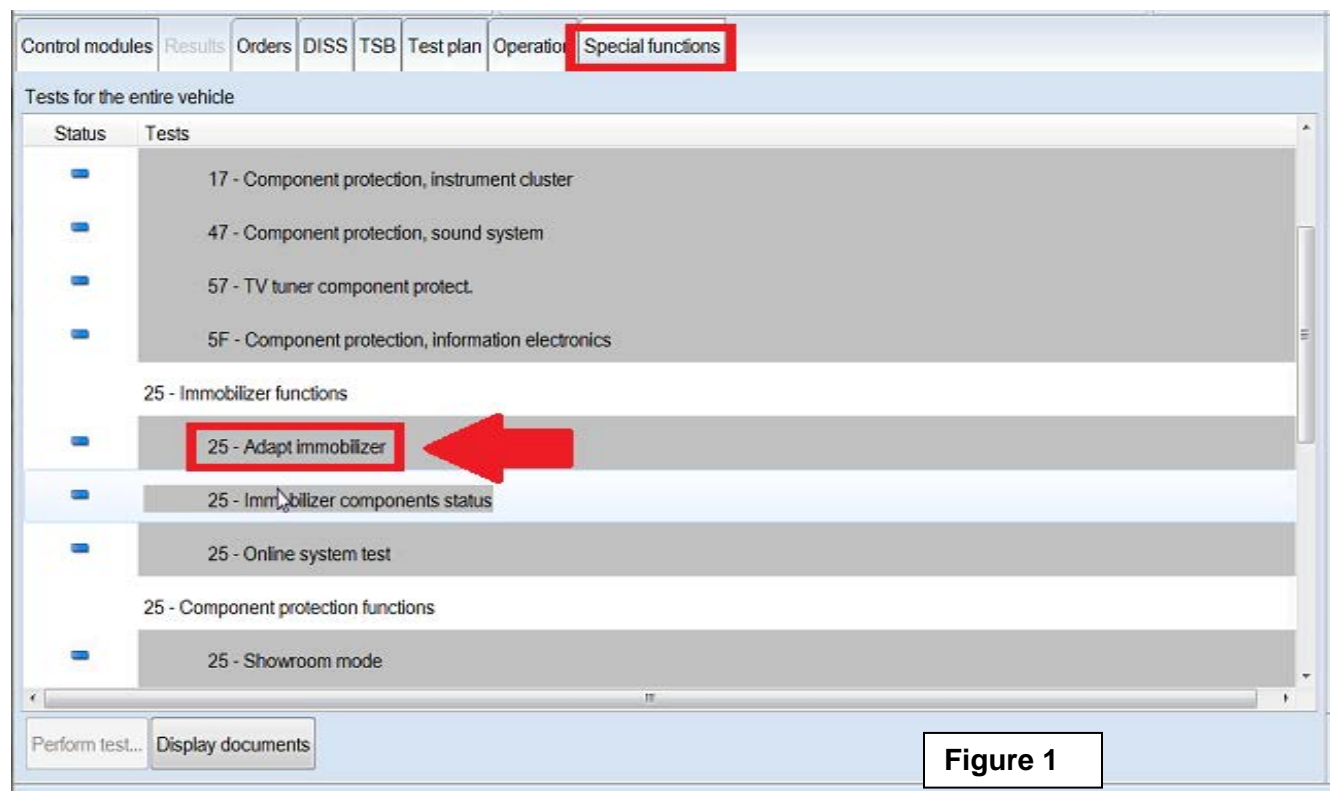 Control modules Results Orders DISS TSB Test plan Operation Special functions
Tests for the entire vehicle
Status Tests
17 - Component protection, instrument cluster
47 - Component protection, sound system
57 - TV tuner component protect.
5F - Component protection, information electronics
25 - Immobilizer functions
25 - Adapt immobilizer
25 - Immobilizer components status
25 - Online system test
25 - Component protection functions
25 - Showroom mode
Perform test... Display documents
Figure 1